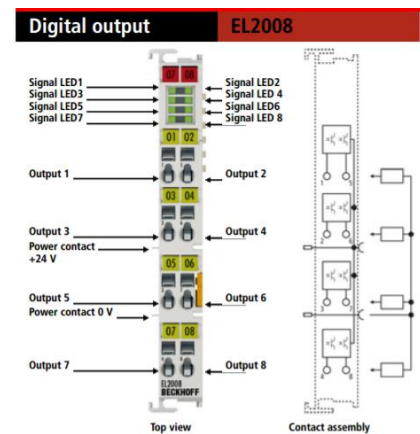 Digital output EL2008
07 08
Signal LED1 Signal LED2
Signal LED3 Signal LED 4
Signal LED5 Signal LED6
Signal LED7 Signal LED 8
01 02
Output 1 Output 2
03 04
Output 3 Output 4
Power contact
+24 V
05 06
Output 5 Output 6
Power contact 0 V
07 08
Output 7 Output 8
EL2008
BECKHOFF
Top view Contact assembly